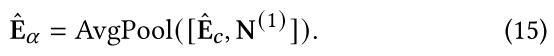 Ê_α = AvgPool([Ê_c, N^(1)]). (15)